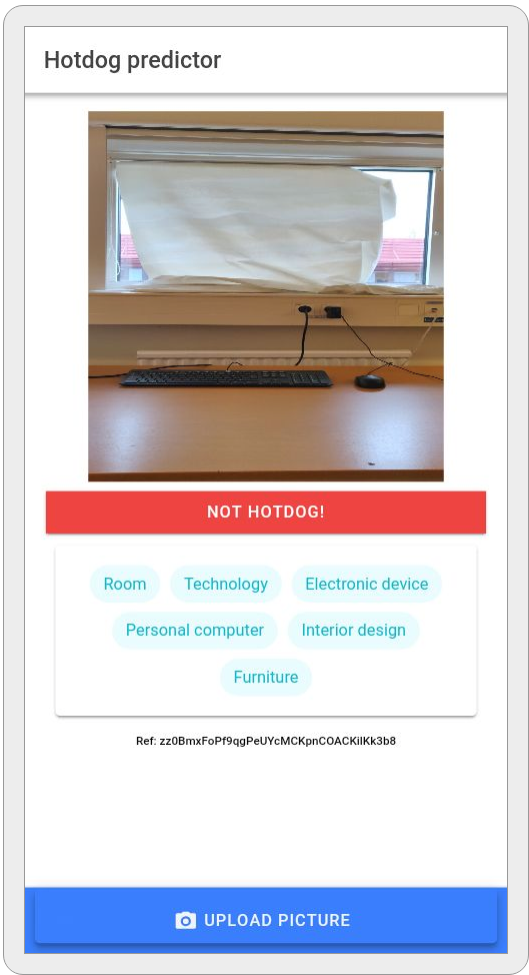 Hotdog predictor
NOT HOTDOG!
Room Technology Electronic device
Personal computer Interior design
Furniture
Ref: zz0BmxFoPf9qgPeUYcMCKpnCOACKilKk3b8
UPLOAD PICTURE